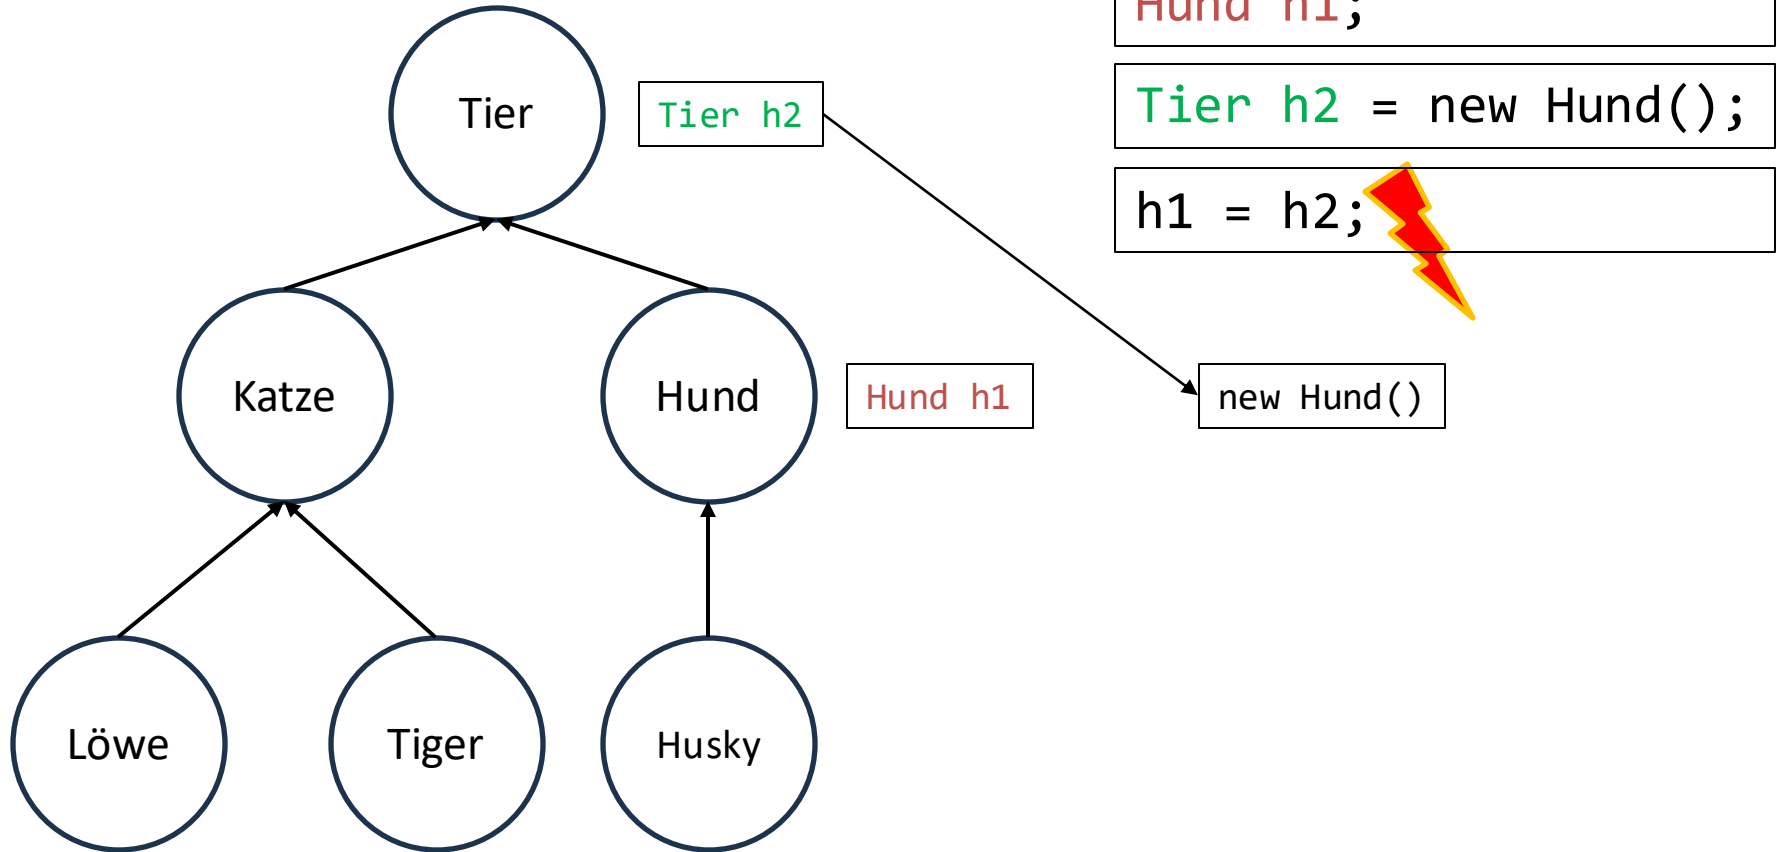 Hund h1;
Tier
Tier h2
Tier h2 = new Hund();
h1 = h2;
Katze
Hund
Hund h1
new Hund()
Löwe
Tiger
Husky